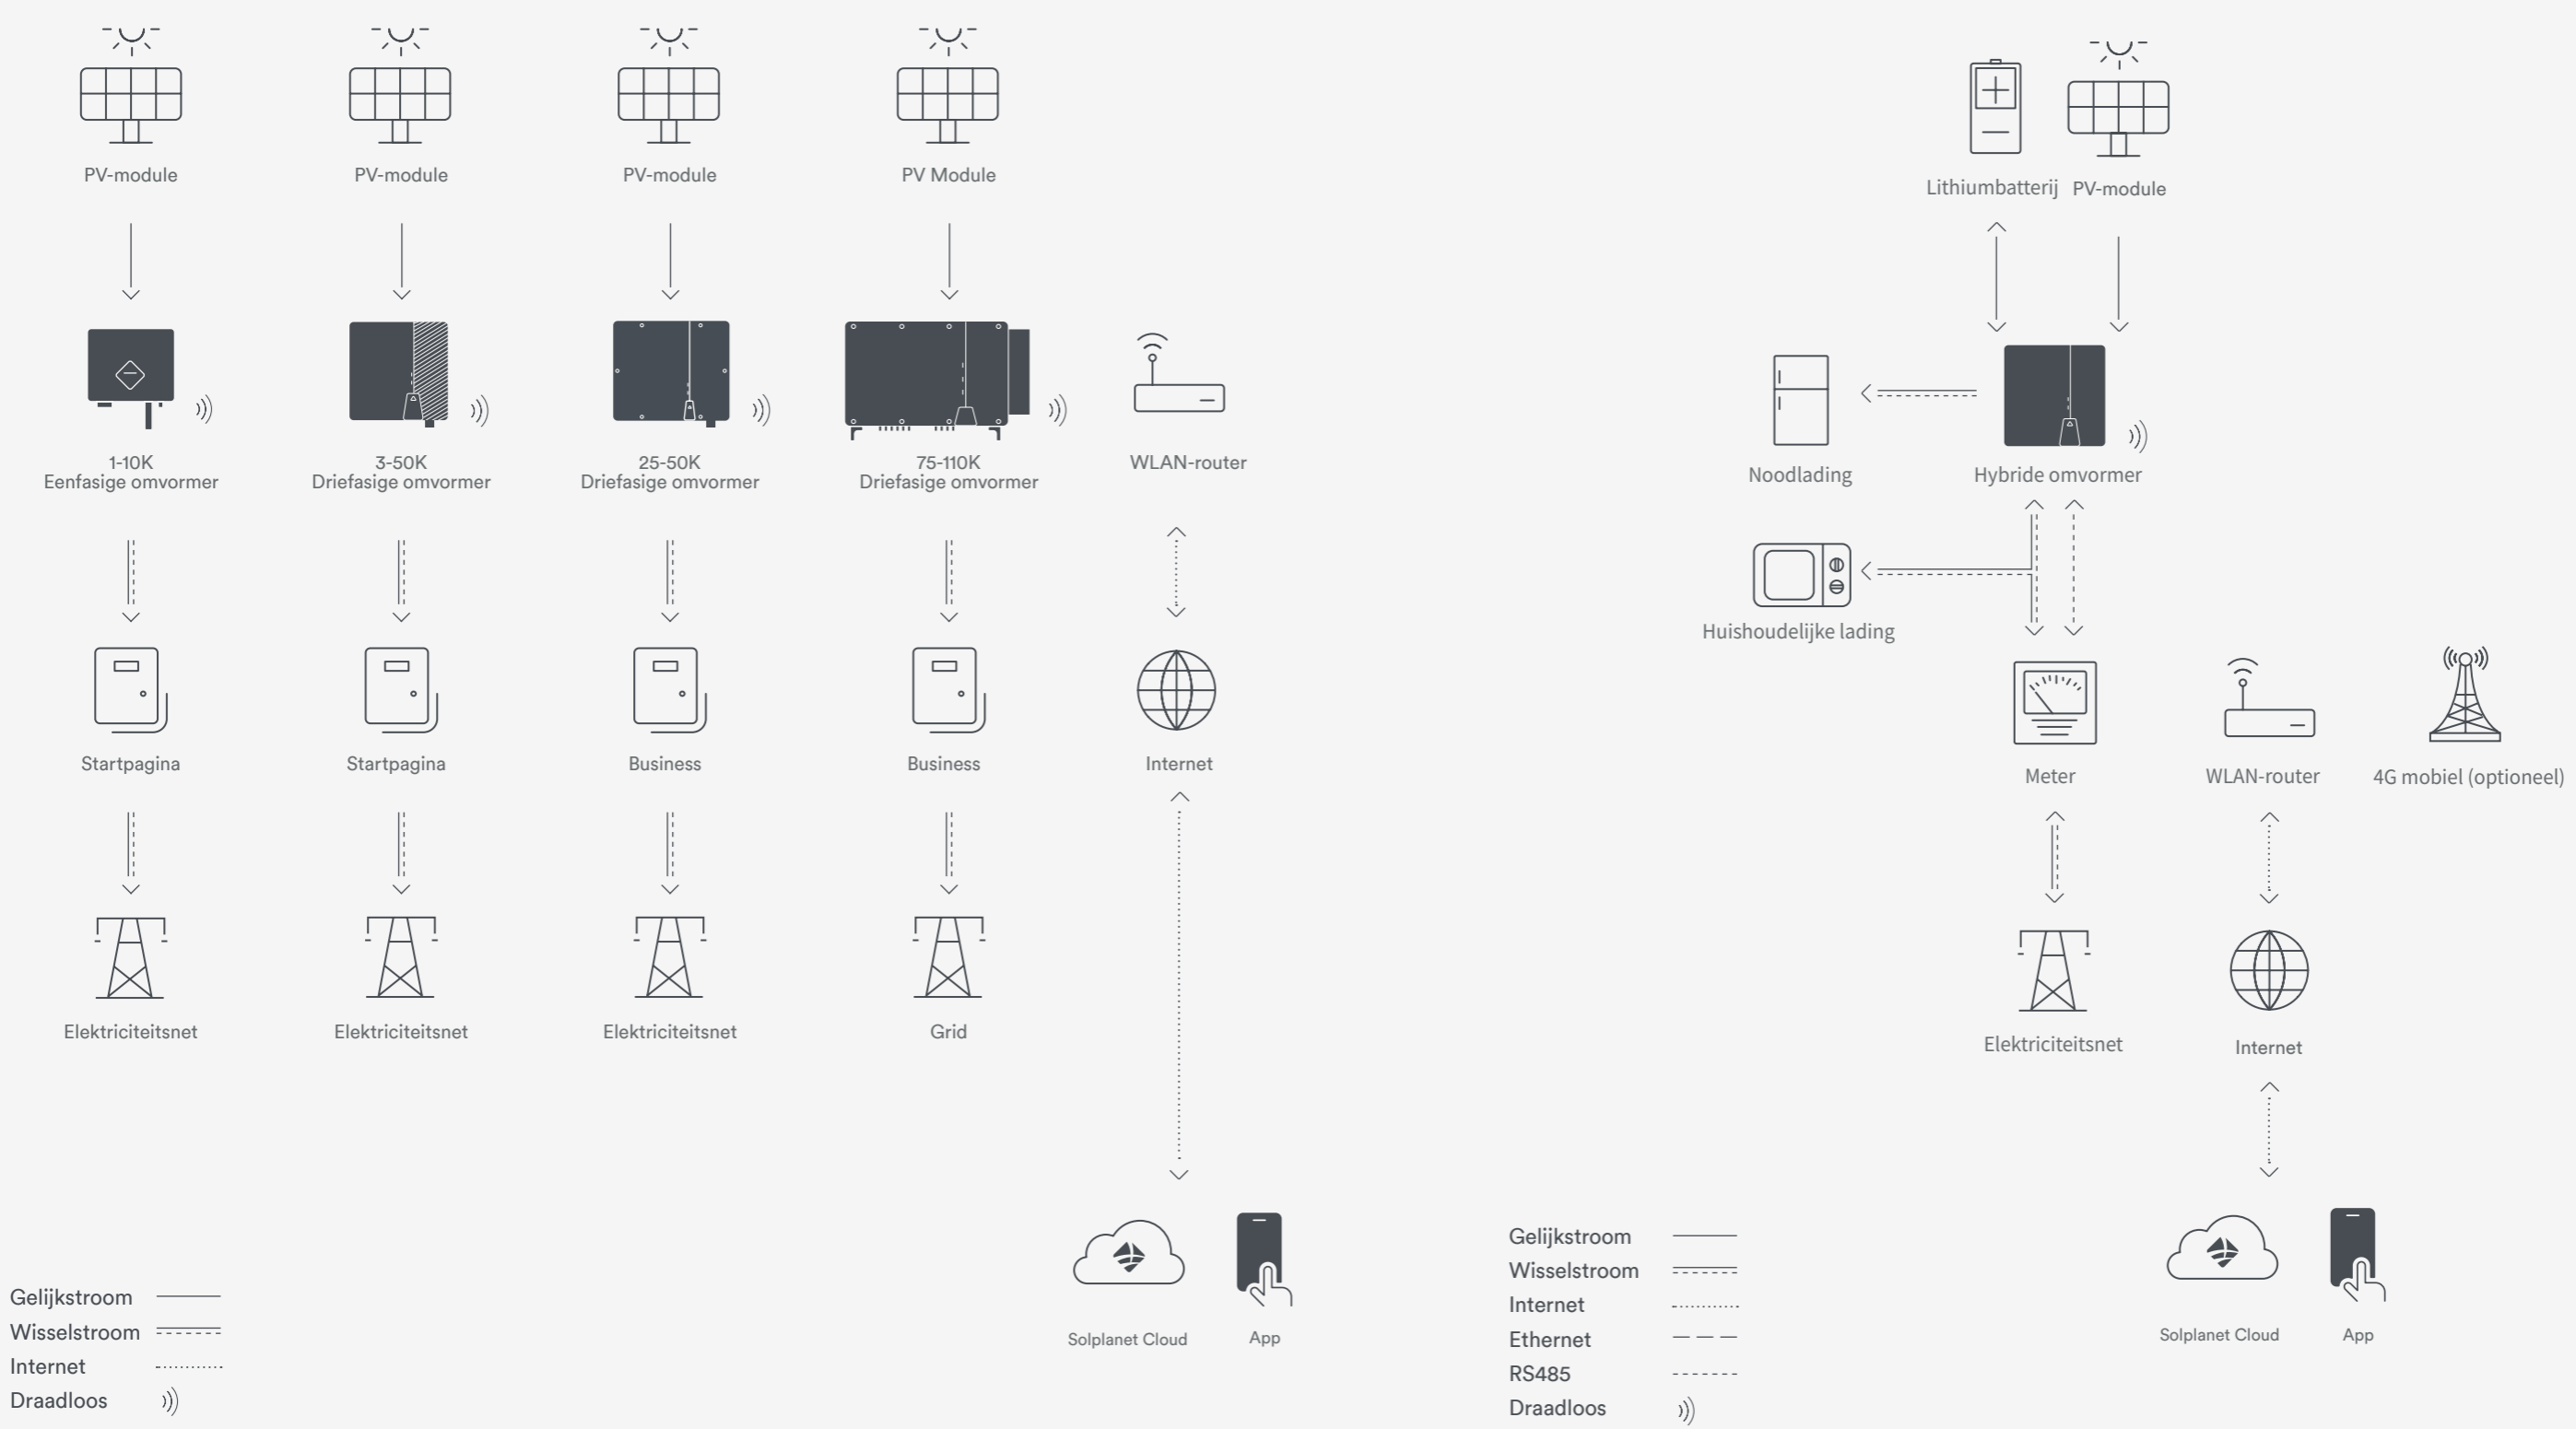 PV-module
PV-module
PV-module
PV Module
1-10K
Eenfasige omvormer
3-50K
Driefasige omvormer
25-50K
Driefasige omvormer
75-110K
Driefasige omvormer
WLAN-router
Startpagina
Startpagina
Business
Business
Internet
Elektriciteitsnet
Elektriciteitsnet
Elektriciteitsnet
Grid
Solplanet Cloud
App
Gelijkstroom
Wisselstroom
Internet
Draadloos
Lithiumbatterij
PV-module
Noodlading
Hybride omvormer
Huishoudelijke lading
Meter
WLAN-router
4G mobiel (optioneel)
Elektriciteitsnet
Internet
Solplanet Cloud
App
Gelijkstroom
Wisselstroom
Internet
Ethernet
RS485
Draadloos